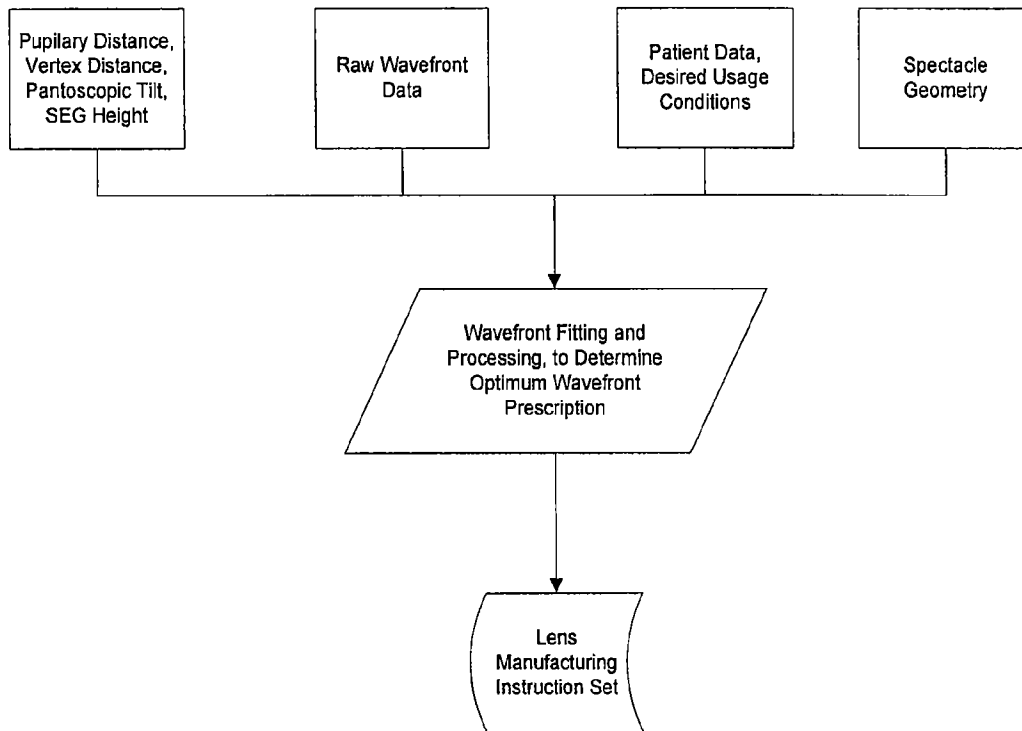 Pupilary Distance,
Vertex Distance,
Pantoscopic Tilt,
SEG Height
Raw Wavefront
Data
Patient Data,
Desired Usage
Conditions
Spectacle
Geometry
Wavefront Fitting and
Processing, to Determine
Optimum Wavefront
Prescription
Lens
Manufacturing
Instruction Set